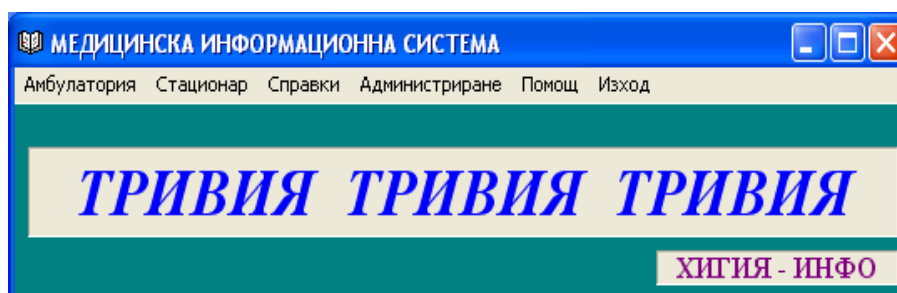 МЕДИЦИНСКА ИНФОРМАЦИОННА СИСТЕМА
Амбулатория Стационар Справки Администриране Помощ Изход
ТРИВИЯ ТРИВИЯ ТРИВИЯ
ХИГИЯ - ИНФО